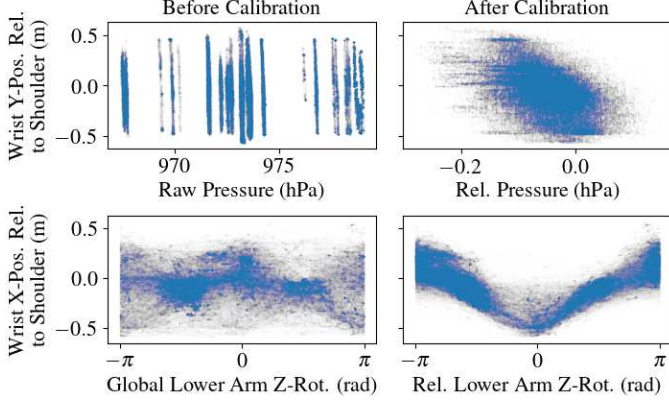 Before Calibration
After Calibration
Wrist Y-Pos. Rel.
to Shoulder (m)
0.5
0.0
−0.5
970
975
−0.2
0.0
Raw Pressure (hPa)
Rel. Pressure (hPa)
Wrist X-Pos. Rel.
to Shoulder (m)
0.5
0.0
−0.5
−π
0
π
−π
0
π
Global Lower Arm Z-Rot. (rad)
Rel. Lower Arm Z-Rot. (rad)